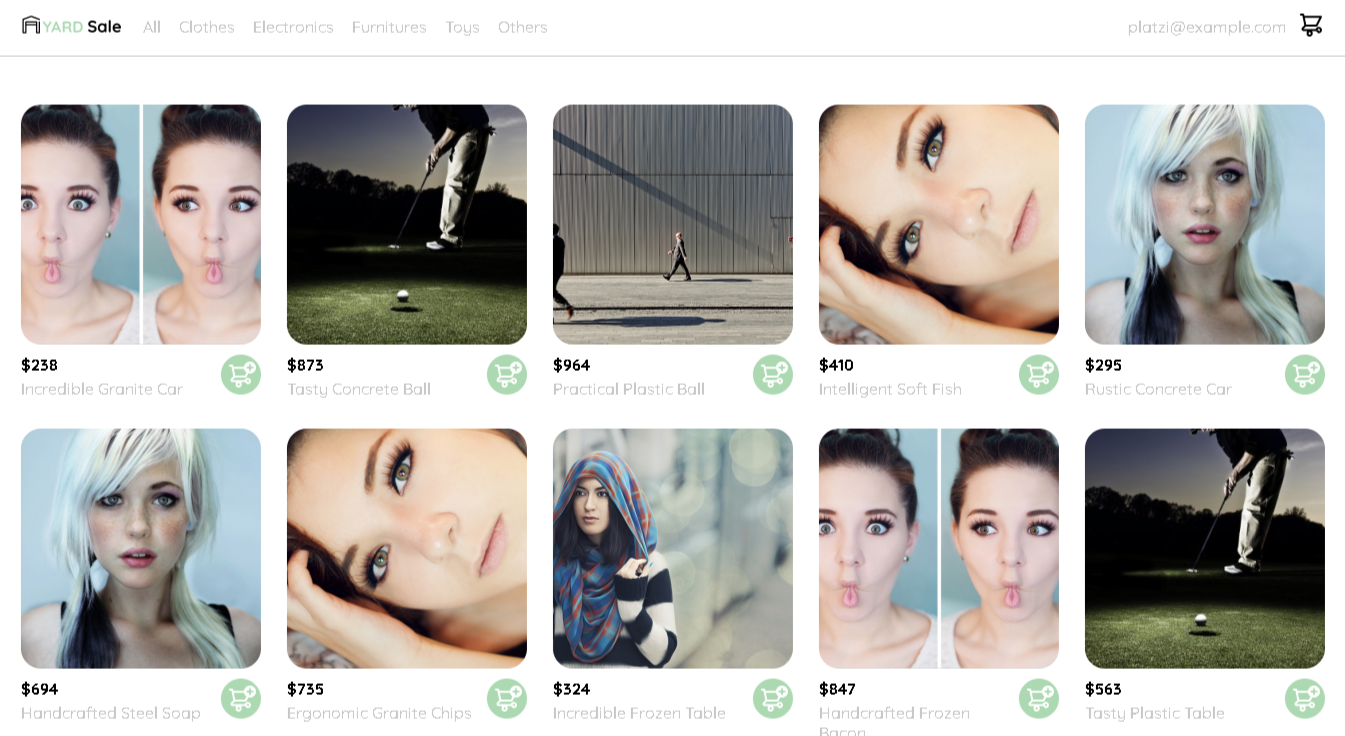 YARD Sale All Clothes Electronics Furnitures Toys Others platzi@example.com
$238 $873 $964 $410 $295
Incredible Granite Car Tasty Concrete Ball Practical Plastic Ball Intelligent Soft Fish Rustic Concrete Car
$694 $735 $324 $847 $563
Handcrafted Steel Soap Ergonomic Granite Chips Incredible Frozen Table Handcrafted Frozen Tasty Plastic Table
Bacon